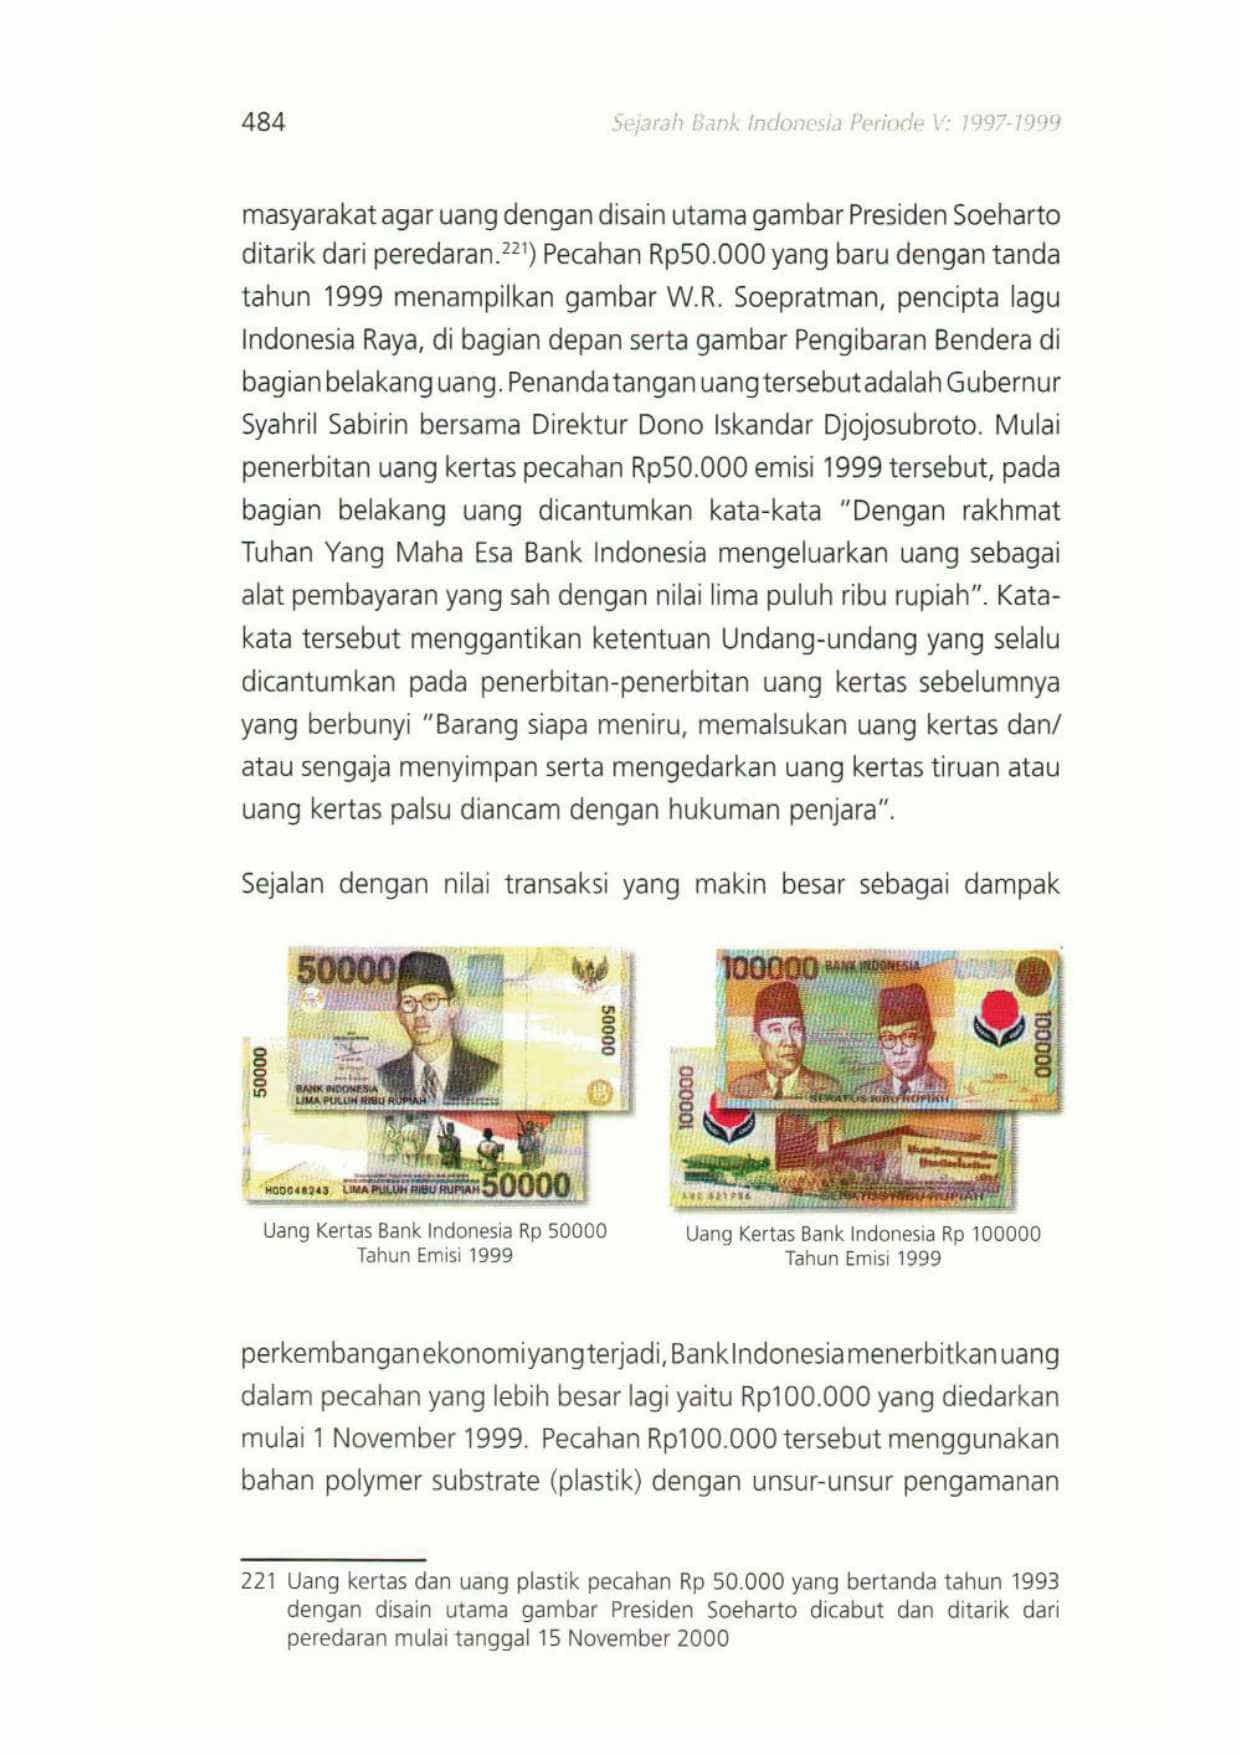 484
Sejarah Bank Indonesia Periode V: 1997-1999
masyarakat agar uang dengan disain utama gambar Presiden Soeharto
ditarik dari peredaran.²²¹) Pecahan Rp50.000 yang baru dengan tanda
tahun 1999 menampilkan gambar W.R. Soepratman, pencipta lagu
Indonesia Raya, di bagian depan serta gambar Pengibaran Bendera di
bagian belakang uang. Penanda tangan uang tersebut adalah Gubernur
Syahril Sabirin bersama Direktur Dono Iskandar Djojosubroto. Mulai
penerbitan uang kertas pecahan Rp50.000 emisi 1999 tersebut, pada
bagian belakang uang dicantumkan kata-kata "Dengan rakhmat
Tuhan Yang Maha Esa Bank Indonesia mengeluarkan uang sebagai
alat pembayaran yang sah dengan nilai lima puluh ribu rupiah". Kata-
kata tersebut menggantikan ketentuan Undang-undang yang selalu
dicantumkan pada penerbitan-penerbitan uang kertas sebelumnya
yang berbunyi "Barang siapa meniru, memalsukan uang kertas dan/
atau sengaja menyimpan serta mengedarkan uang kertas tiruan atau
uang kertas palsu diancam dengan hukuman penjara".
Sejalan dengan nilai transaksi yang makin besar sebagai dampak
50000
50000
BANK INDONESIA
LIMA PULUH RIBU RUPIAH
50000
LIMA PULUH RIBU RUPIAH
50000
100000
BANK INDONESIA
100000
SERATUS RIBU RUPIAH
100000
SERATUS RIBU RUPIAH
Uang Kertas Bank Indonesia Rp 50000
Tahun Emisi 1999
Uang Kertas Bank Indonesia Rp 100000
Tahun Emisi 1999
perkembangan ekonomi yang terjadi, Bank Indonesia menerbitkan uang
dalam pecahan yang lebih besar lagi yaitu Rp100.000 yang diedarkan
mulai 1 November 1999. Pecahan Rp100.000 tersebut menggunakan
bahan polymer substrate (plastik) dengan unsur-unsur pengamanan
221 Uang kertas dan uang plastik pecahan Rp 50.000 yang bertanda tahun 1993
dengan disain utama gambar Presiden Soeharto dicabut dan ditarik dari
peredaran mulai tanggal 15 November 2000